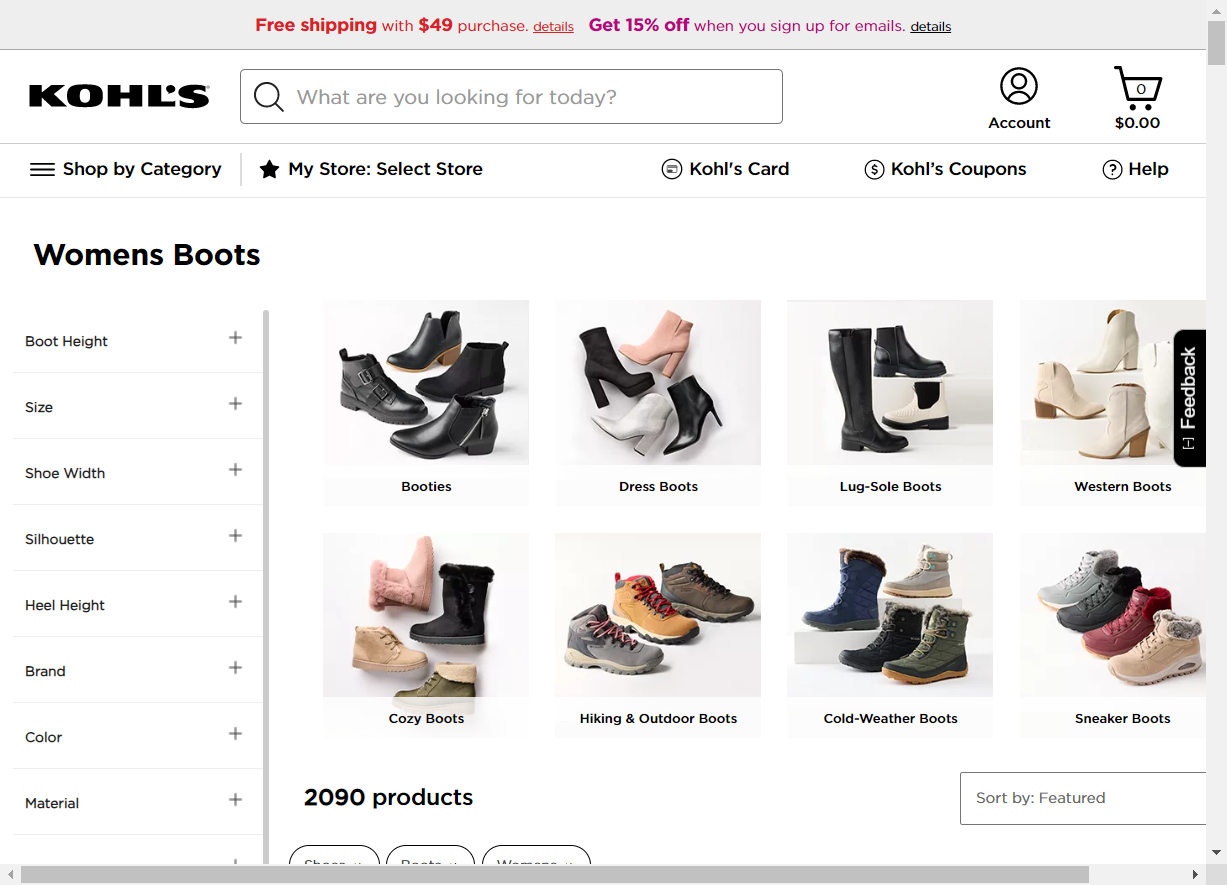 Free shipping with $49 purchase. details Get 15% off when you sign up for emails. details
KOHL'S
What are you looking for today?
Account
0
$0.00
Shop by Category
My Store: Select Store
Kohl's Card
Kohl’s Coupons
Help
Womens Boots
Boot Height
Size
Shoe Width
Silhouette
Heel Height
Brand
Color
Material
Booties
Dress Boots
Lug-Sole Boots
Western Boots
Cozy Boots
Hiking & Outdoor Boots
Cold-Weather Boots
Sneaker Boots
[-] Feedback
2090 products
Sort by: Featured
Shoes
Boots
Womens